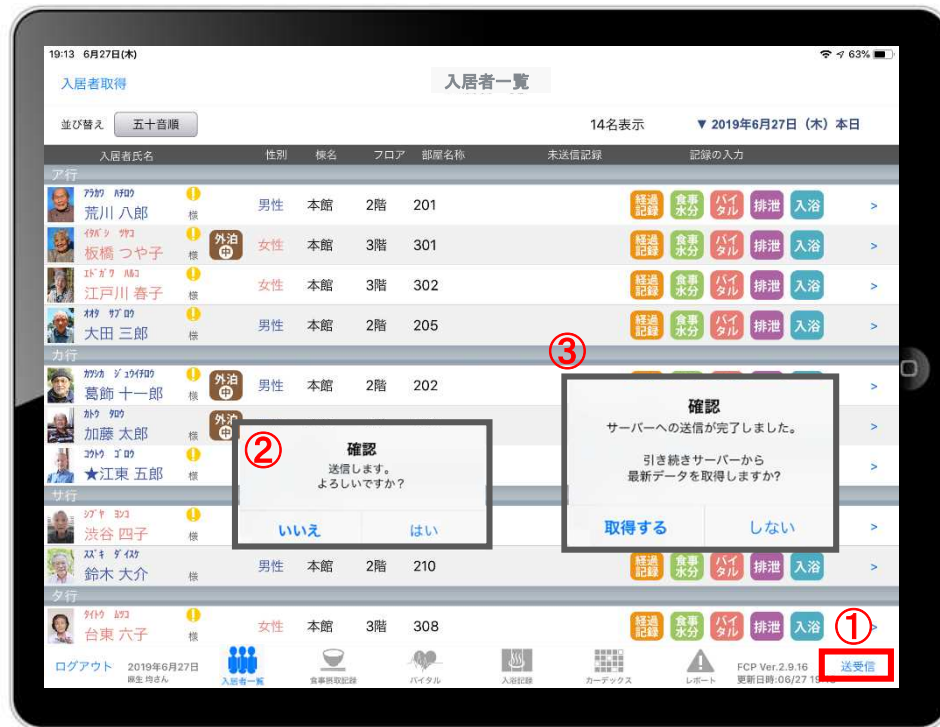 19:13 6月27日(木)
63%
入居者取得
入居者一覧
並び替え 五十音順
14名表示 ▼ 2019年6月27日（木）本日
入居者氏名 性別 棟名 フロア 部屋名称 未送信記録 記録の入力
ア行
ｱﾗｶﾜ ﾊﾁﾛｳ
荒川 八郎 様 男性 本館 2階 201 経過記録 食事水分 バイタル 排泄 入浴 >
ｲﾀﾊﾞｼ ﾂﾔｺ
板橋 つや子 様 外泊中 女性 本館 3階 301 経過記録 食事水分 バイタル 排泄 入浴 >
ｴﾄﾞｶﾞﾜ ﾊﾙｺ
江戸川 春子 様 女性 本館 3階 302 経過記録 食事水分 バイタル 排泄 入浴 >
ｵｵﾀ ｻﾌﾞﾛｳ
大田 三郎 様 男性 本館 2階 205 経過記録 食事水分 バイタル 排泄 入浴 >
カ行
③
ｶﾂｼｶ ｼﾞｭｳｲﾁﾛｳ
葛飾 十一郎 様 外泊中 男性 本館 2階 202 >
ｶﾄｳ ﾀﾛｳ
加藤 太郎 様 外泊中 >
ｺｳﾄｳ ｺﾞﾛｳ
★江東 五郎 様 >
サ行
ｼﾌﾞﾔ ﾖﾝｺ
渋谷 四子 様 >
ｽｽﾞｷ ﾀﾞｲｽｹ
鈴木 大介 様 男性 本館 2階 210 経過記録 食事水分 バイタル 排泄 入浴 >
タ行
ﾀｲﾄｳ ﾑﾂｺ
台東 六子 様 女性 本館 3階 308 経過記録 食事水分 バイタル 排泄 入浴 >
②
確認
送信します。
よろしいですか？
いいえ はい
確認
サーバーへの送信が完了しました。
引き続きサーバーから
最新データを取得しますか?
取得する しない
①
ログアウト 2019年6月27日
麻生 均さん
入居者一覧 食事摂取記録 バイタル 入浴記録 カーデックス レポート
FCP Ver.2.9.16
更新日時:06/27
送受信